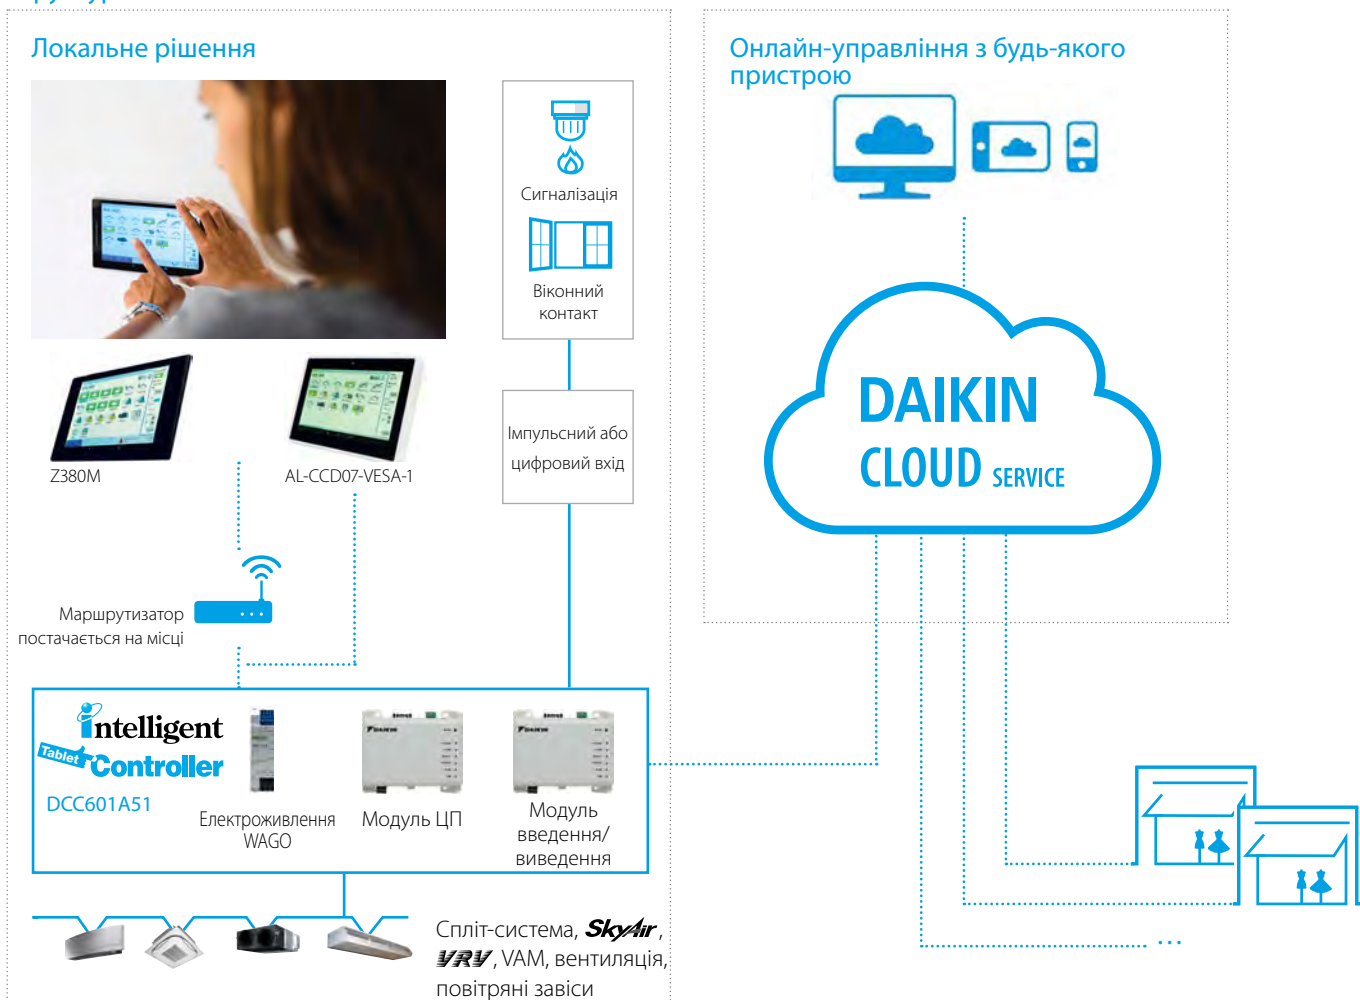 Локальне рішення
Сигналізація
Віконний
контакт
Імпульсний або
цифровий вхід
Z380M
AL-CCD07-VESA-1
Маршрутизатор
постачається на місці
intelligent
Tablet Controller
DCC601A51
Електроживлення
WAGO
DAIKIN
Модуль ЦП
DAIKIN
Модуль
введення/
виведення
Спліт-система, SkyAir,
VRV, VAM, вентиляція,
повітряні завіси
Онлайн-управління з будь-якого
пристрою
DAIKIN
CLOUD SERVICE
...